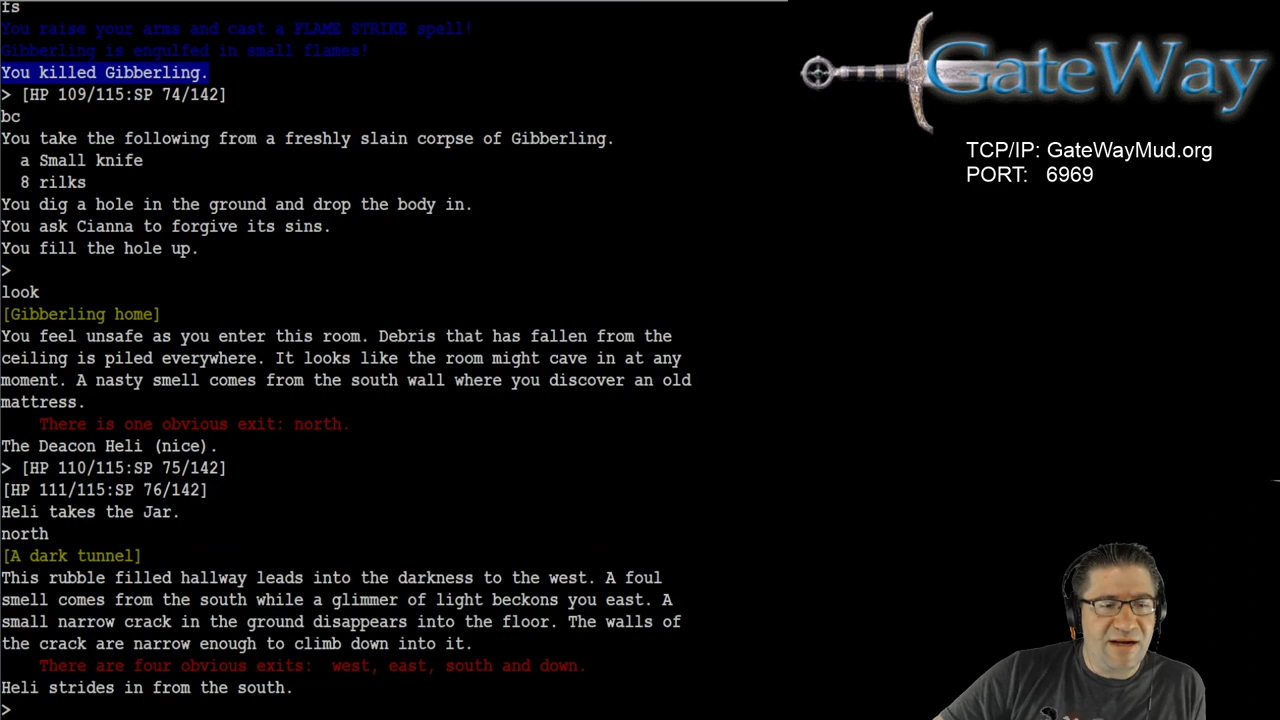 fs
You raise your arms and cast a FLAME STRIKE spell!
Gibberling is engulfed in small flames!
You killed Gibberling.
> [HP 109/115:SP 74/142]
bc
You take the following from a freshly slain corpse of Gibberling.
a Small knife
8 rilks
You dig a hole in the ground and drop the body in.
You ask Cianna to forgive its sins.
You fill the hole up.
>
look
[Gibberling home]
You feel unsafe as you enter this room. Debris that has fallen from the
ceiling is piled everywhere. It looks like the room might cave in at any
moment. A nasty smell comes from the south wall where you discover an old
mattress.
There is one obvious exit: north.
The Deacon Heli (nice).
> [HP 110/115:SP 75/142]
[HP 111/115:SP 76/142]
Heli takes the Jar.
north
[A dark tunnel]
This rubble filled hallway leads into the darkness to the west. A foul
smell comes from the south while a glimmer of light beckons you east. A
small narrow crack in the ground disappears into the floor. The walls of
the crack are narrow enough to climb down into it.
There are four obvious exits:  west, east, south and down.
Heli strides in from the south.
>
GateWay
TCP/IP: GateWayMud.org
PORT: 6969